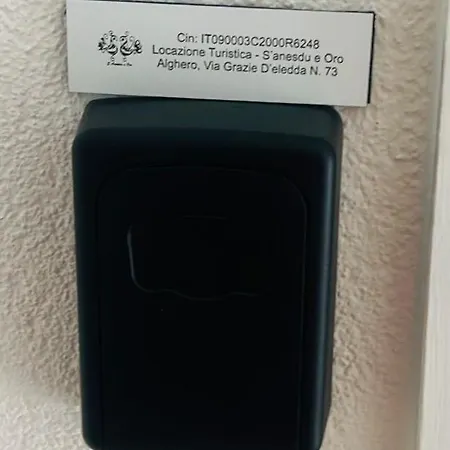 Cin: IT090003C2000R6248
Locazione Turistica - S'anesdu e Oro
Alghero, Via Grazie D'eledda N. 73